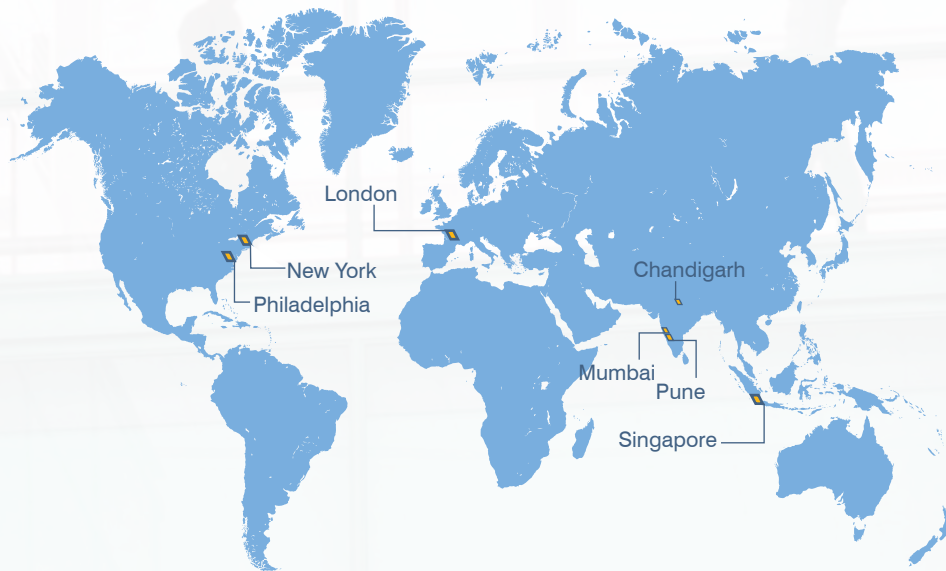 London
New York
Philadelphia
Chandigarh
Mumbai
Pune
Singapore